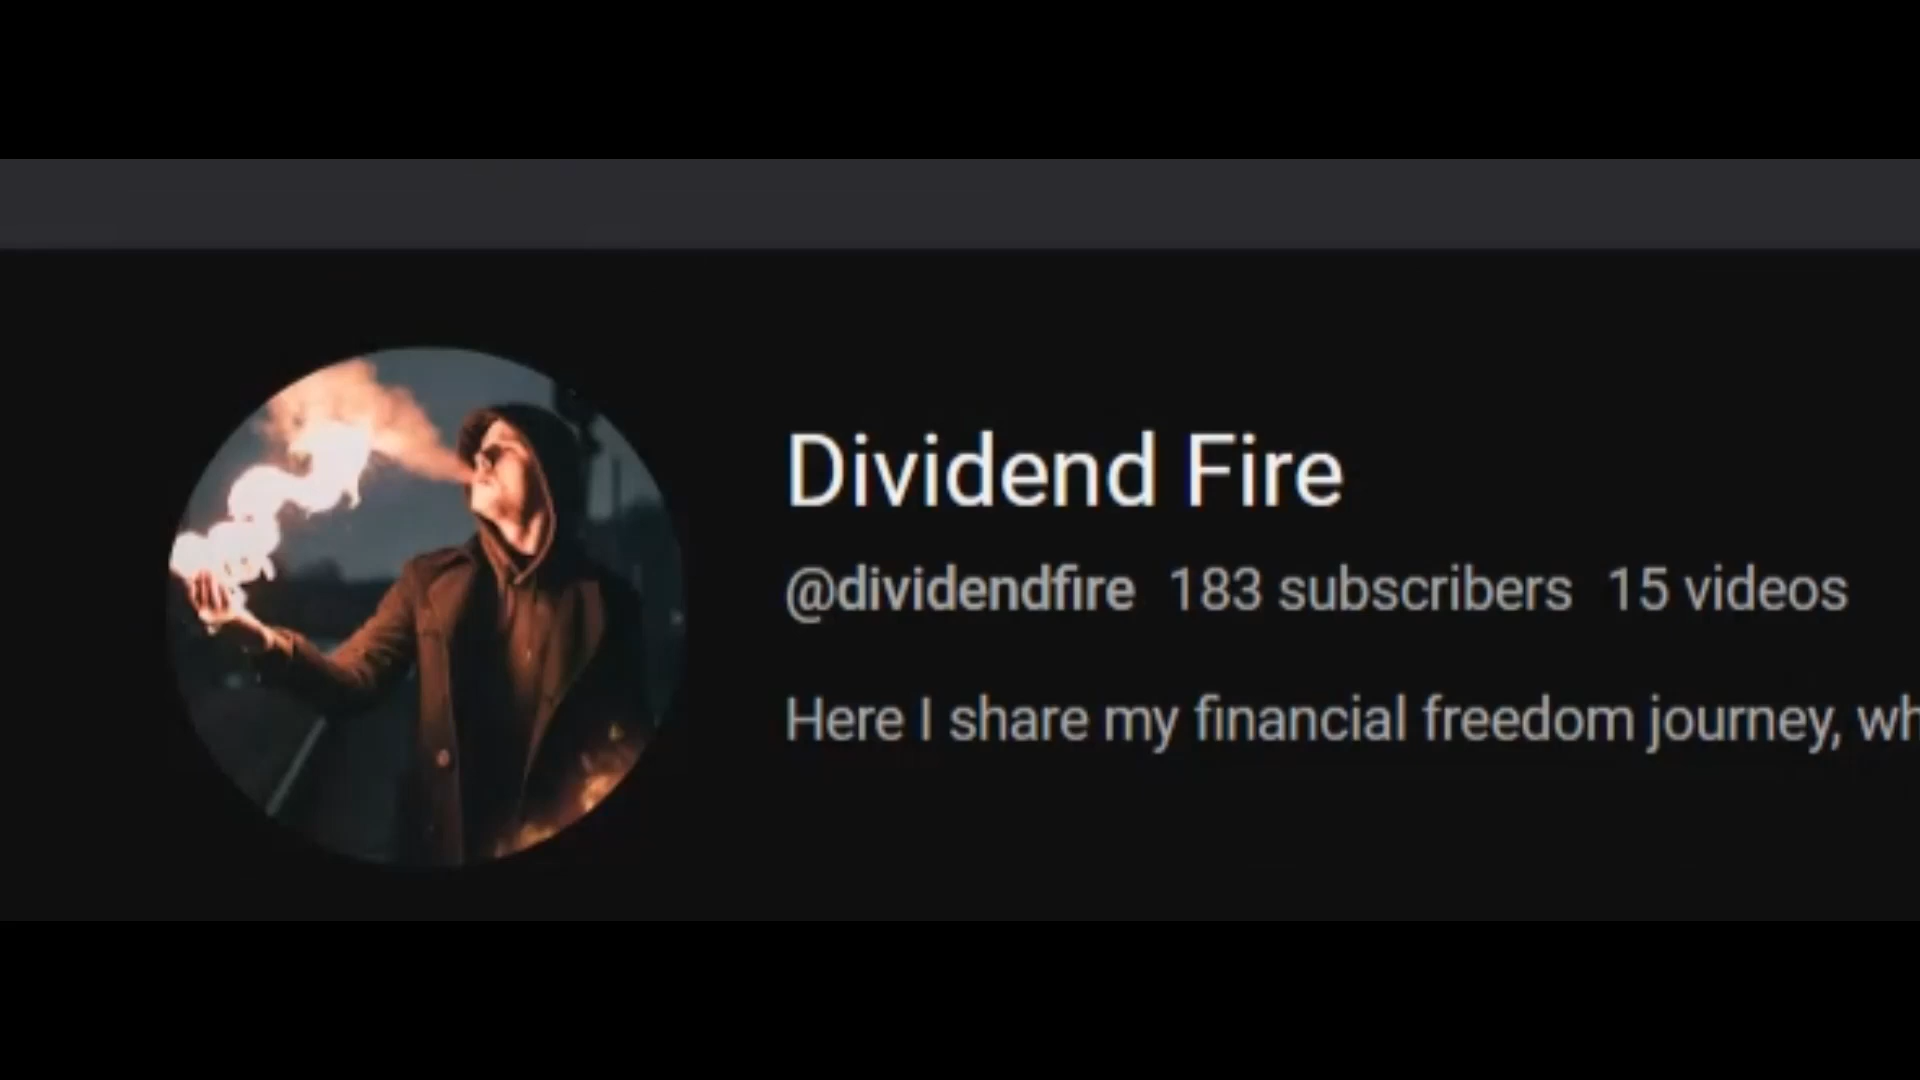 Dividend Fire
@dividendfire 183 subscribers 15 videos
Here I share my financial freedom journey,